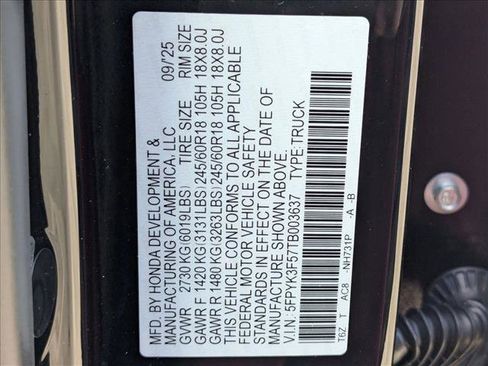 MFD. BY HONDA DEVELOPMENT & 09/'25
MANUFACTURING OF AMERICA, LLC
GVWR 2730 KG(6019LBS) TIRE SIZE RIM SIZE
GAWR F 1420 KG(3131LBS)245/60R18 105H 18X8.0J
GAWR R 1480 KG(3263LBS)245/60R18 105H 18X8.0J
THIS VEHICLE CONFORMS TO ALL APPLICABLE
FEDERAL MOTOR VEHICLE SAFETY
STANDARDS IN EFFECT ON THE DATE OF
MANUFACTURE SHOWN ABOVE.
V.I.N: 5FPYK3F57TB003637 TYPE:TRUCK
T6Z T AC8 -NH731P -A -B